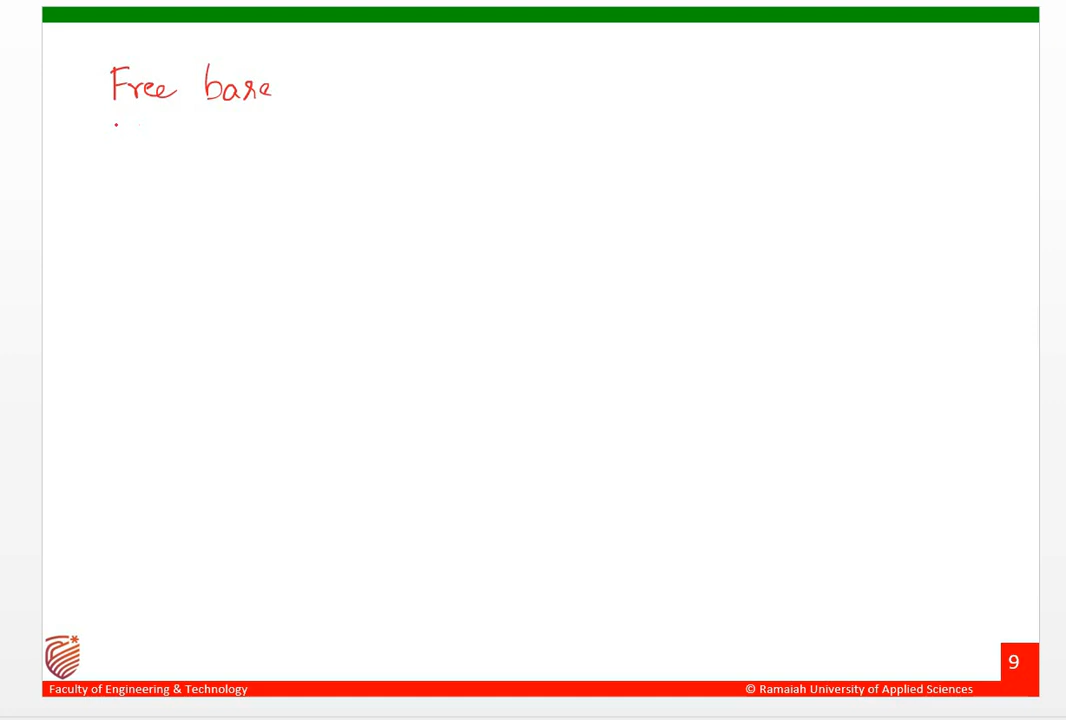 Free base
9
Faculty of Engineering & Technology
© Ramaiah University of Applied Sciences